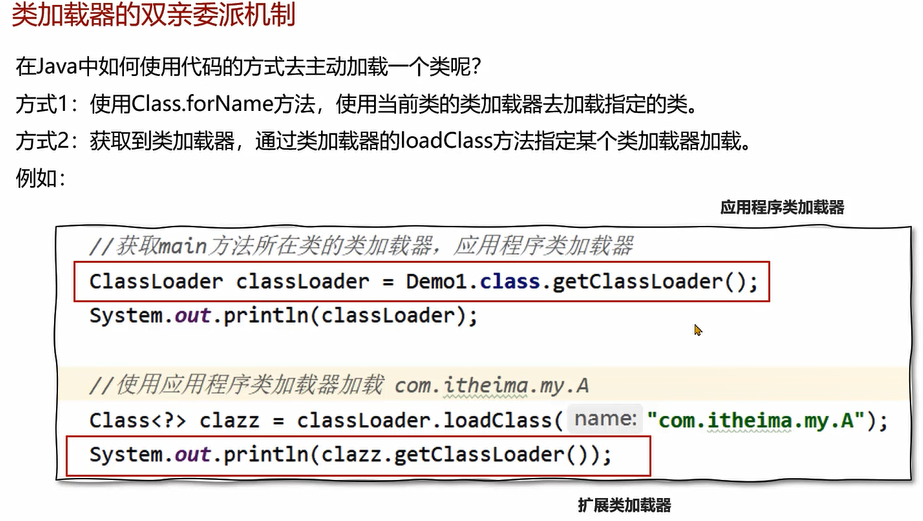 类加载器的双亲委派机制
在Java中如何使用代码的方式去主动加载一个类呢？
方式1：使用Class.forName方法，使用当前类的类加载器去加载指定的类。
方式2：获取到类加载器，通过类加载器的loadClass方法指定某个类加载器加载。
例如：
应用程序类加载器
//获取main方法所在类的类加载器，应用程序类加载器
ClassLoader classLoader = Demo1.class.getClassLoader();
System.out.println(classLoader);
//使用应用程序类加载器加载 com.itheima.my.A
Class<?> clazz = classLoader.loadClass( name: "com.itheima.my.A");
System.out.println(clazz.getClassLoader());
扩展类加载器